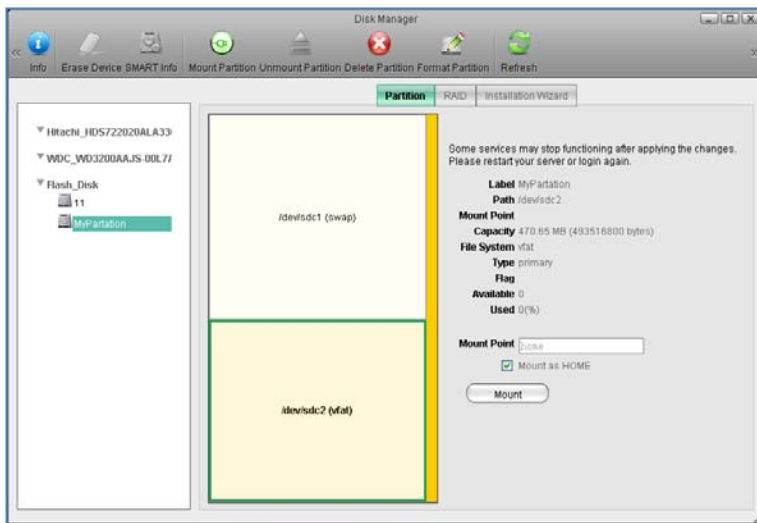 Disk Manager
Info Erase Device SMART Info Mount Partition Unmount Partition Delete Partition Format Partition Refresh
Partition RAID Installation Wizard
Hitachi_HDS722020ALA33
WDC_WD3200AAJS-00L7
Flash_Disk
11
MyPartation
/dev/sdc1 (swap)
/dev/sdc2 (vfat)
Some services may stop functioning after applying the changes.
Please restart your server or login again.
Label MyPartation
Path /dev/sdc2
Mount Point
Capacity 470.65 MB (493516800 bytes)
File System vfat
Type primary
Flag
Available 0
Used 0(%)
Mount Point home
Mount as HOME
Mount